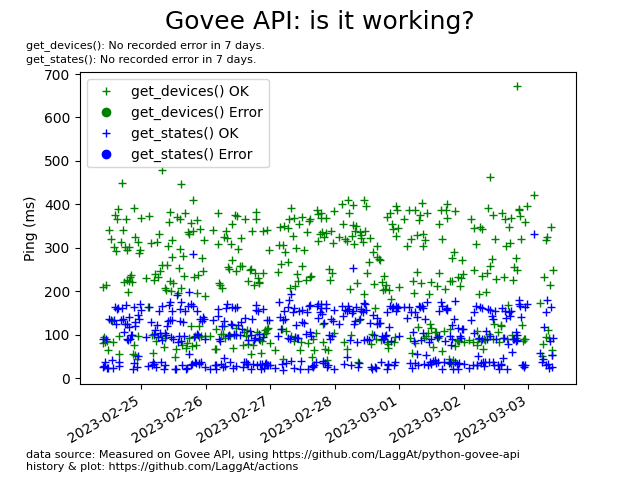 Govee API: is it working?
get_devices(): No recorded error in 7 days.
get_states(): No recorded error in 7 days.
700
600
500
400
300
200
100
0
Ping (ms)
get_devices() OK
get_devices() Error
get_states() OK
get_states() Error
2023-02-25
2023-02-26
2023-02-27
2023-02-28
2023-03-01
2023-03-02
2023-03-03
data source: Measured on Govee API, using https://github.com/LaggAt/python-govee-api
history & plot: https://github.com/LaggAt/actions